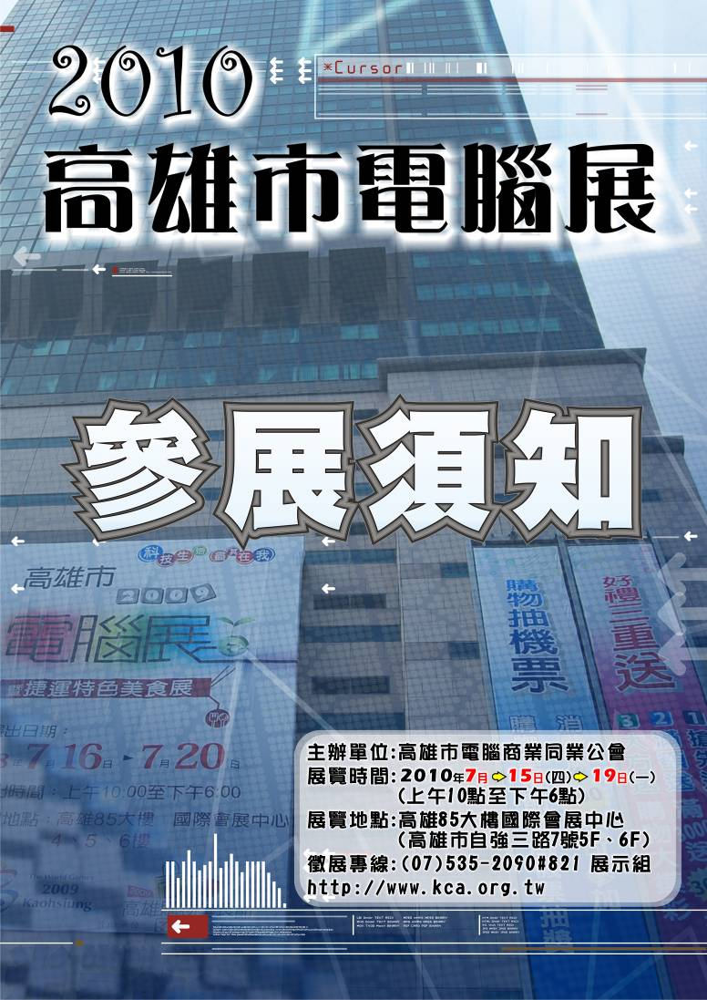 2010
*Cursor
高雄市電腦展
參展須知
科技生活 盡其在我
高雄市
2009
電腦展
捷運特色美食展
7月16日 ▸ 7月20日
上午10:00至下午6:00
高雄85大樓 國際會展中心
4、5、6樓
The World Games
2009
Kaohsiung
購物抽機票
好禮三重送
3 2 1
主辦單位:高雄市電腦商業同業公會
展覽時間:2010年7月➪15日(四)➪19日(一)
(上午10點至下午6點)
展覽地點:高雄85大樓國際會展中心
(高雄市自強三路7號5F、6F)
徵展專線:(07)535-2090#821 展示組
http://www.kca.org.tw